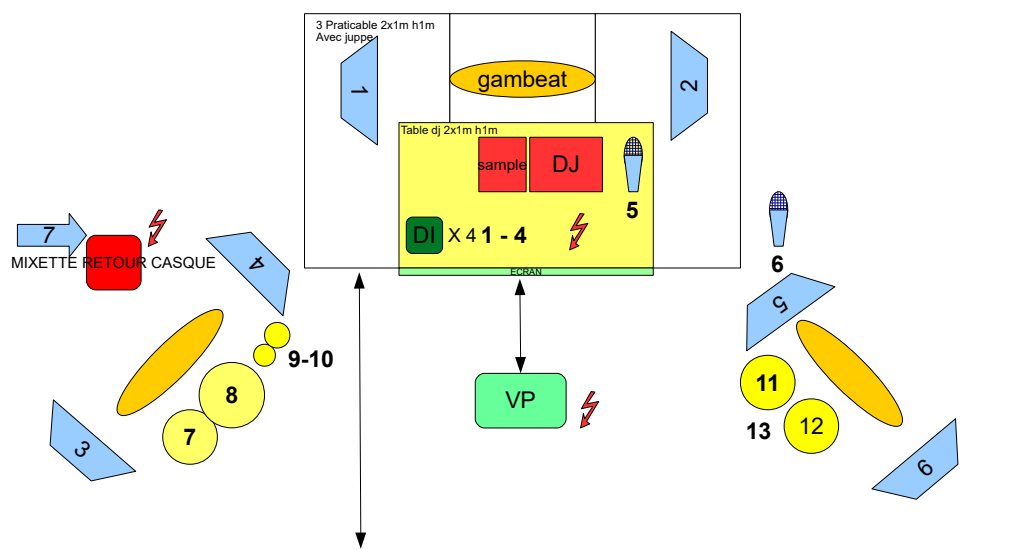 3 Praticable 2x1m h1m
Avec juppe
1
gambeat
2
Table dj 2x1m h1m
sample
DJ
5
DI X 4 1 - 4
7
MIXETTE RETOUR CASQUE
4
ECRAN
6
5
9-10
8
7
3
VP
11
12
13
6